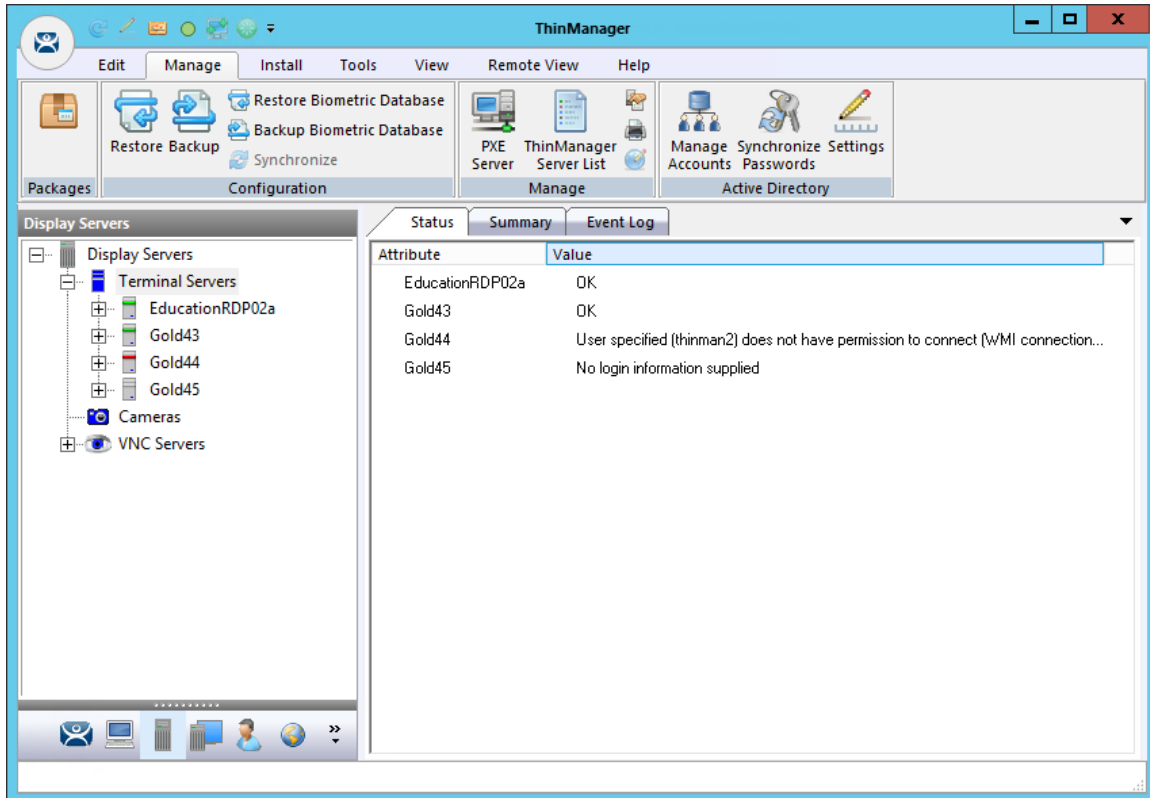 ThinManager
Edit Manage Install Tools View Remote View Help
Restore Biometric Database
Backup Biometric Database
Synchronize
Restore Backup
PXE Server
ThinManager Server List
Manage Accounts
Synchronize Passwords
Settings
Packages Configuration Manage Active Directory
Display Servers
Display Servers
Terminal Servers
EducationRDP02a
Gold43
Gold44
Gold45
Cameras
VNC Servers
Status Summary Event Log
Attribute Value
EducationRDP02a OK
Gold43 OK
Gold44 User specified (thinman2) does not have permission to connect (WMI connection...
Gold45 No login information supplied